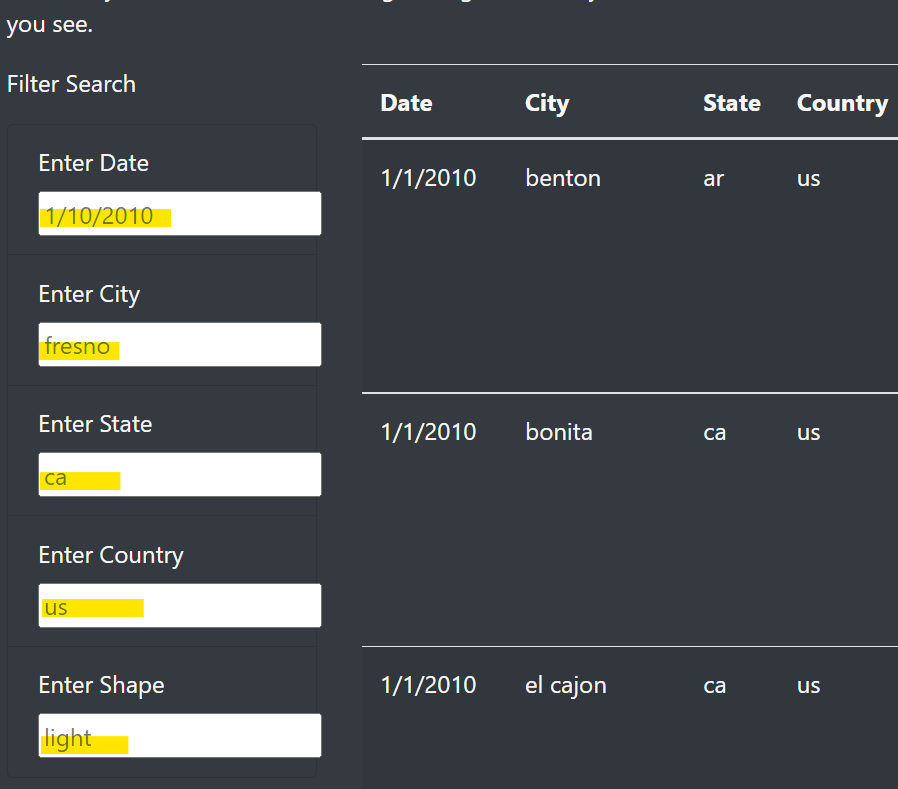 you see.
Filter Search
Enter Date
1/10/2010
Enter City
fresno
Enter State
ca
Enter Country
us
Enter Shape
light
Date City State Country
1/1/2010 benton ar us
1/1/2010 bonita ca us
1/1/2010 el cajon ca us